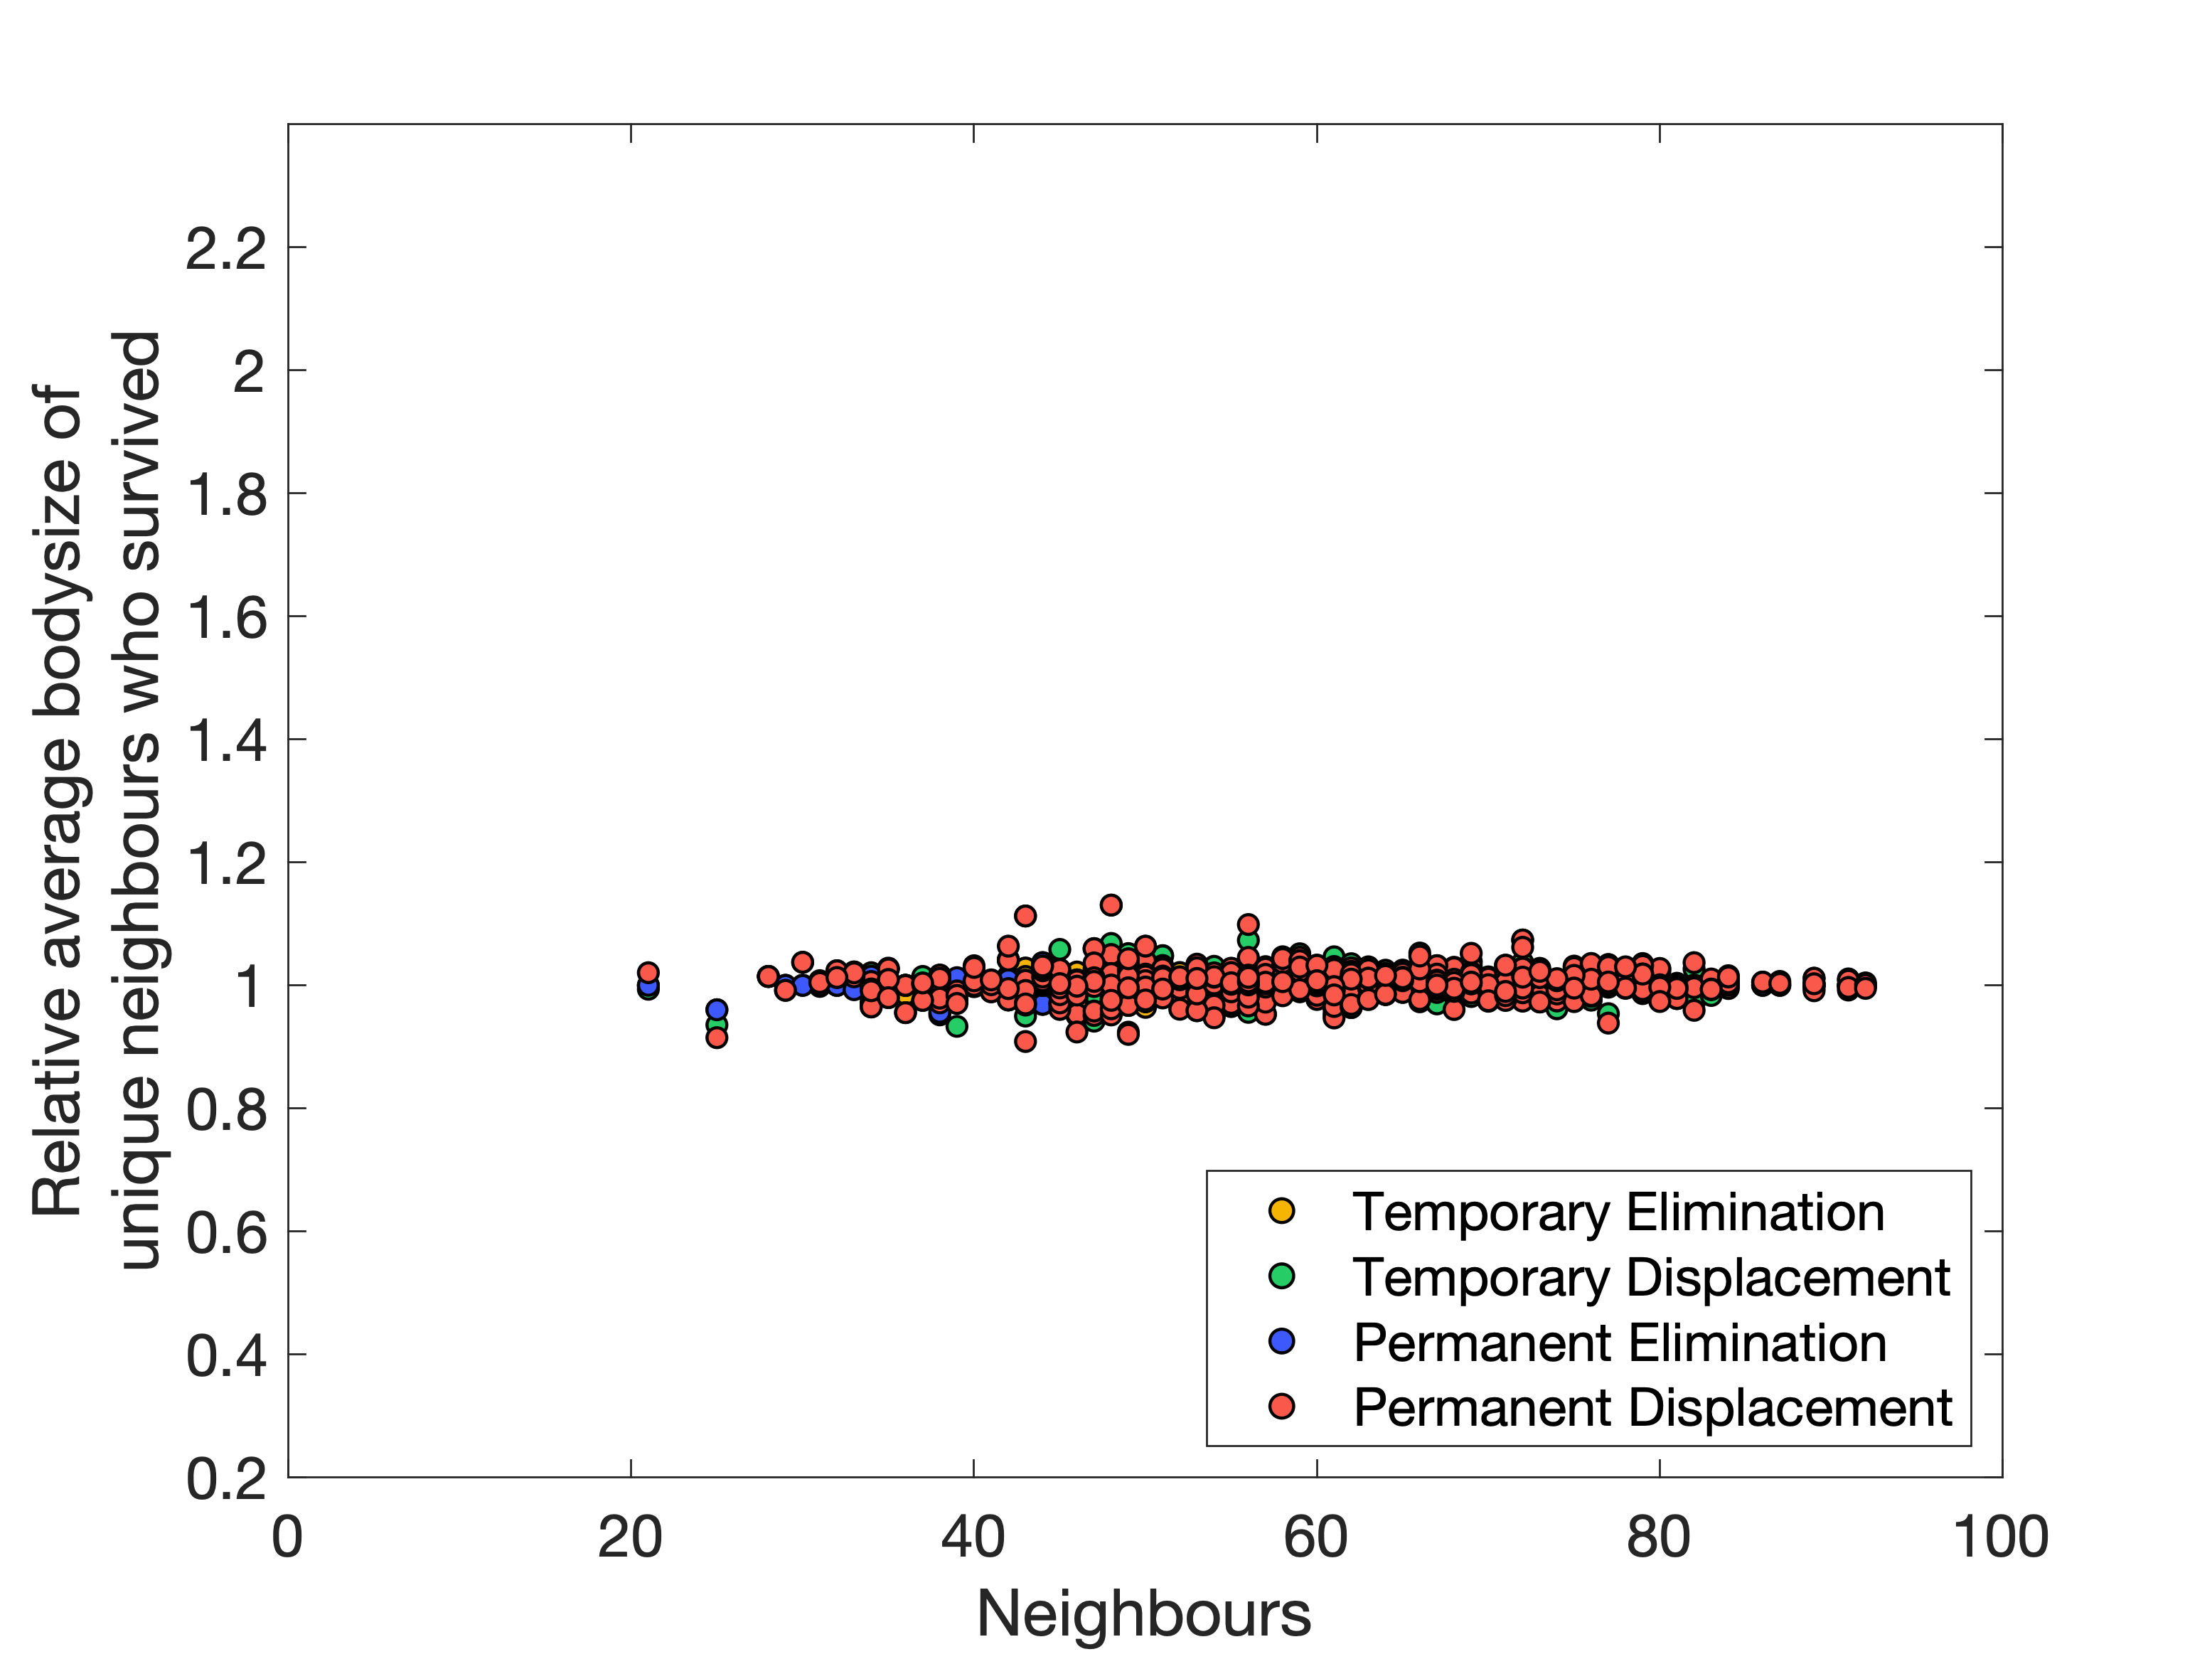 Relative average bodysize of
unique neighbours who survived
2.2
2
1.8
1.6
1.4
1.2
1
0.8
0.6
0.4
0.2
Temporary Elimination
Temporary Displacement
Permanent Elimination
Permanent Displacement
0 20 40 60 80 100
Neighbours